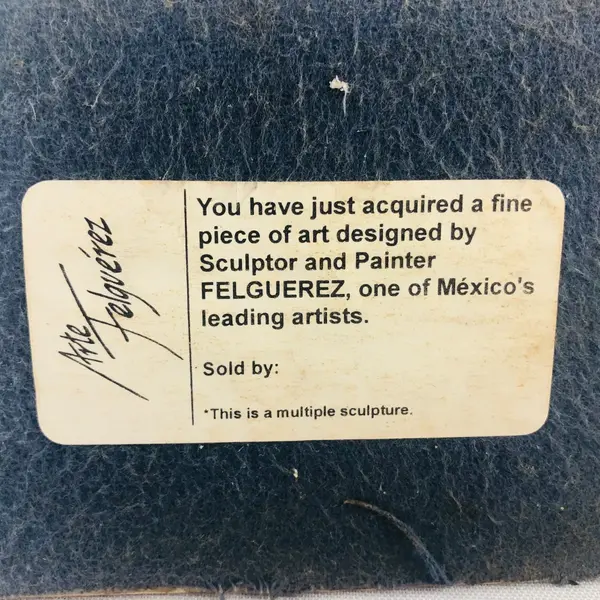 Arte
Felguérez
You have just acquired a fine
piece of art designed by
Sculptor and Painter
FELGUEREZ, one of México's
leading artists.
Sold by:
*This is a multiple sculpture.